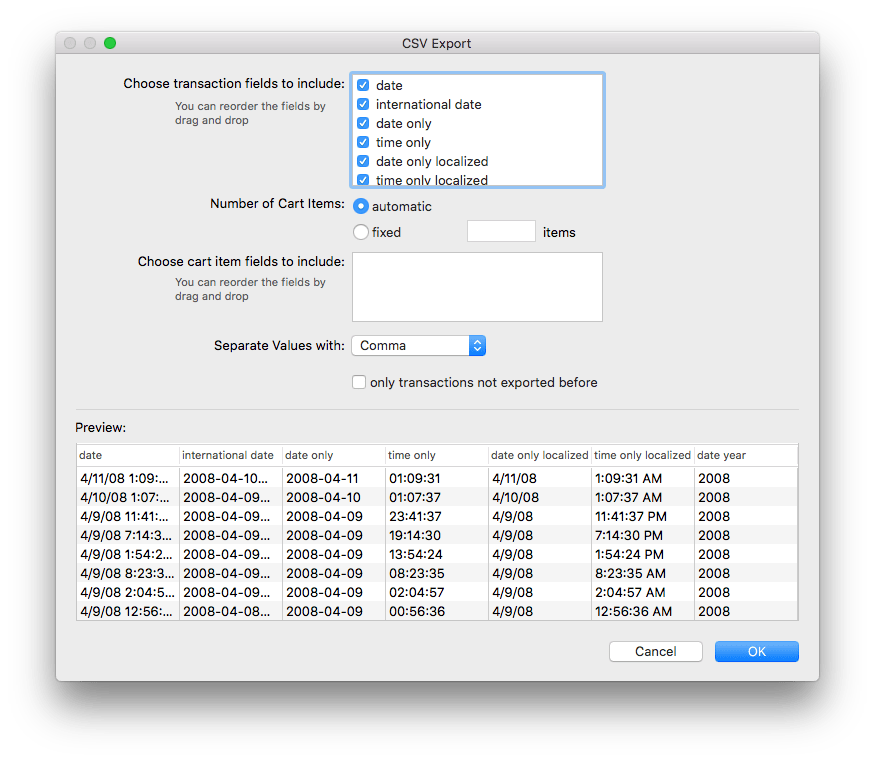 CSV Export
Choose transaction fields to include:
You can reorder the fields by
drag and drop
date
international date
date only
time only
date only localized
time only localized
Number of Cart Items:
automatic
fixed
items
Choose cart item fields to include:
You can reorder the fields by
drag and drop
Separate Values with: Comma
only transactions not exported before
Preview:
date international date date only time only date only localized time only localized date year
4/11/08 1:09:... 2008-04-10... 2008-04-11 01:09:31 4/11/08 1:09:31 AM 2008
4/10/08 1:07:... 2008-04-09... 2008-04-10 01:07:37 4/10/08 1:07:37 AM 2008
4/9/08 11:41:... 2008-04-09... 2008-04-09 23:41:37 4/9/08 11:41:37 PM 2008
4/9/08 7:14:3... 2008-04-09... 2008-04-09 19:14:30 4/9/08 7:14:30 PM 2008
4/9/08 1:54:2... 2008-04-09... 2008-04-09 13:54:24 4/9/08 1:54:24 PM 2008
4/9/08 8:23:3... 2008-04-09... 2008-04-09 08:23:35 4/9/08 8:23:35 AM 2008
4/9/08 2:04:5... 2008-04-09... 2008-04-09 02:04:57 4/9/08 2:04:57 AM 2008
4/9/08 12:56:... 2008-04-08... 2008-04-09 00:56:36 4/9/08 12:56:36 AM 2008
Cancel OK